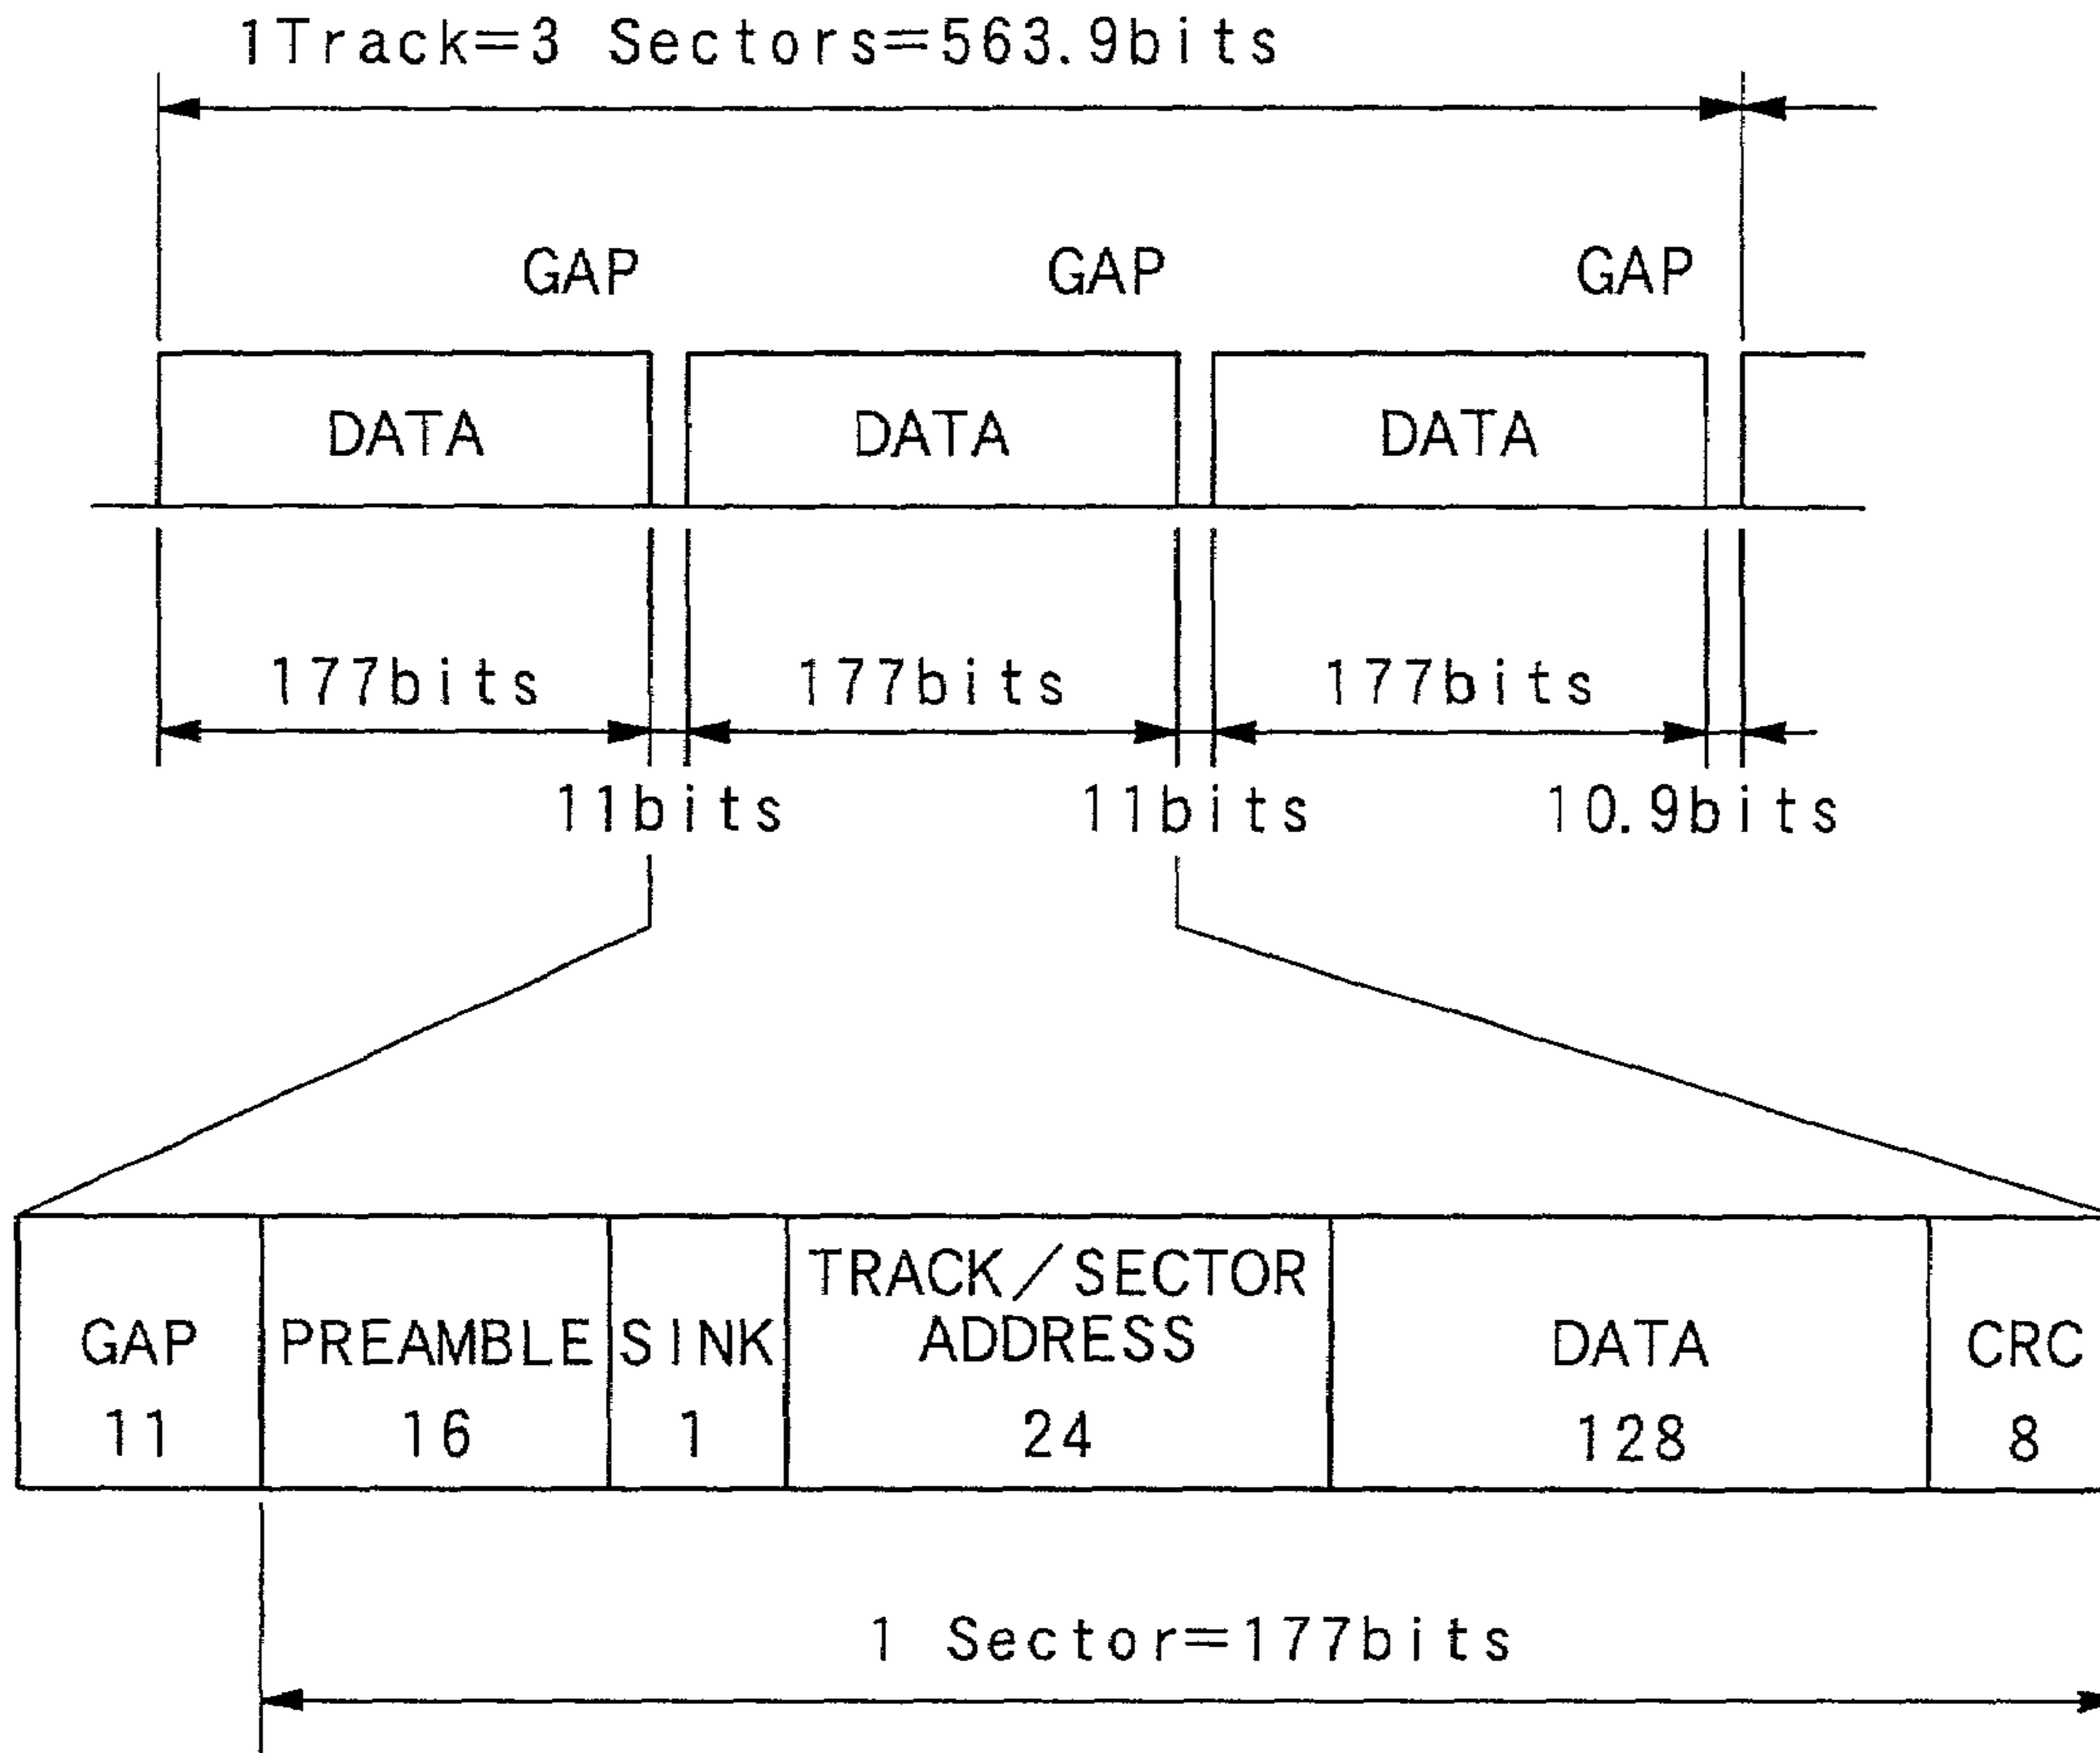 1Track=3 Sectors=563.9bits
GAP GAP GAP
DATA DATA DATA
177bits 177bits 177bits
11bits 11bits 10.9bits
TRACK/SECTOR
GAP PREAMBLE SINK ADDRESS DATA CRC
11 16 1 24 128 8
1 Sector=177bits